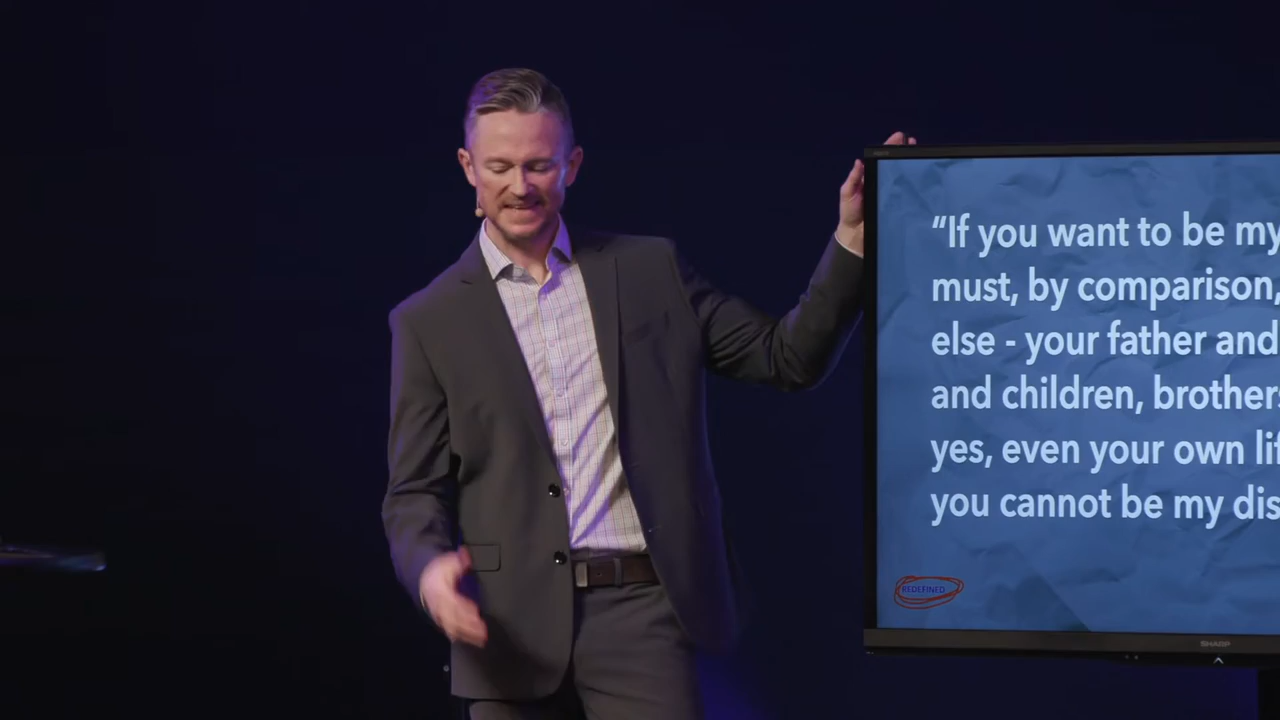 “If you want to be my
must, by comparison,
else - your father and
and children, brothers
yes, even your own lif
you cannot be my dis
REDEFINED
SHARP